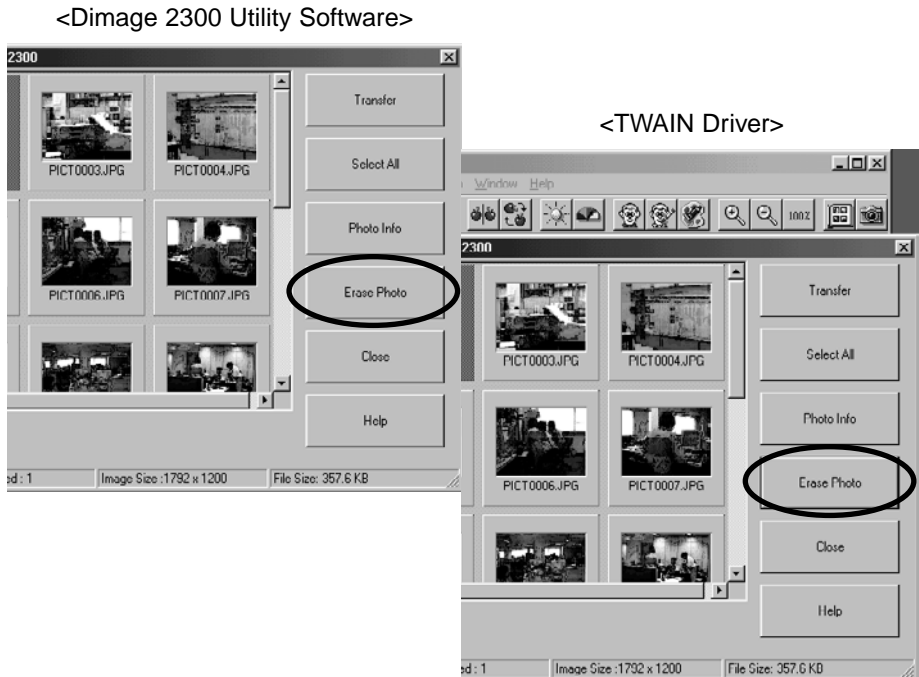 <Dimage 2300 Utility Software>
2300
Transfer
PICT0003.JPG PICT0004.JPG
Select All
Photo Info
PICT0006.JPG PICT0007.JPG
Erase Photo
Close
Help
ed : 1 Image Size :1792 x 1200 File Size: 357.6 KB
<TWAIN Driver>
Window Help
100%
2300
Transfer
PICT0003.JPG PICT0004.JPG
Select All
Photo Info
PICT0006.JPG PICT0007.JPG
Erase Photo
Close
Help
ed : 1 Image Size :1792 x 1200 File Size: 357.6 KB